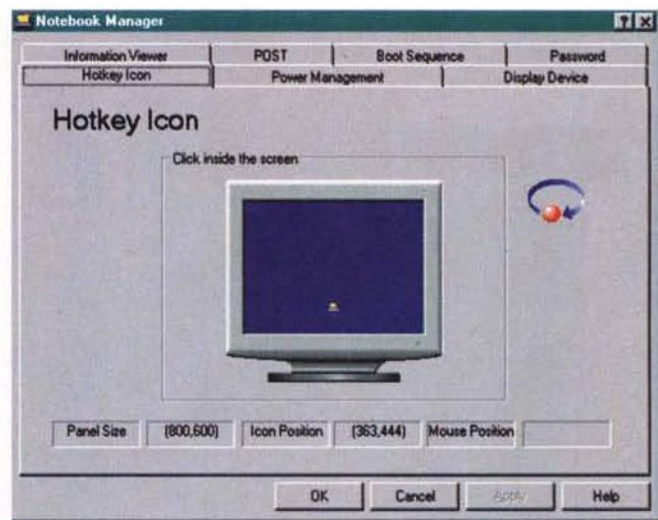 Notebook Manager
Information Viewer POST Boot Sequence Password
Hotkey Icon Power Management Display Device
Hotkey Icon
Click inside the screen
Panel Size (800,600) Icon Position (363,444) Mouse Position
OK Cancel Apply Help